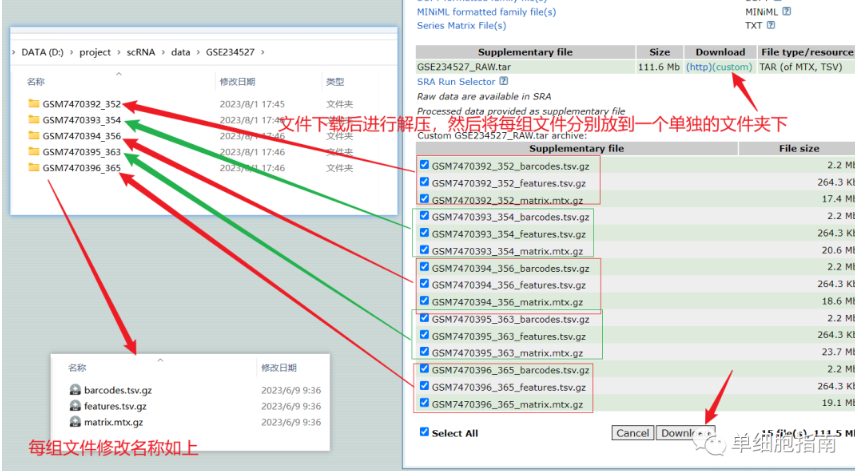 MINiML formatted family file(s) MINiML
Series Matrix File(s) TXT
Supplementary file Size Download File type/resource
GSE234527_RAW.tar 111.6 Mb (http)(custom) TAR (of MTX, TSV)
SRA Run Selector
Raw data are available in SRA
Processed data provided as supplementary file
Custom GSE234527_RAW.tar archive:
Supplementary file File size
GSM7470392_352_barcodes.tsv.gz 2.2 Mb
GSM7470392_352_features.tsv.gz 264.3 Kb
GSM7470392_352_matrix.mtx.gz 17.4 Mb
GSM7470393_354_barcodes.tsv.gz 2.2 Mb
GSM7470393_354_features.tsv.gz 264.3 Kb
GSM7470393_354_matrix.mtx.gz 20.6 Mb
GSM7470394_356_barcodes.tsv.gz 2.2 Mb
GSM7470394_356_features.tsv.gz 264.3 Kb
GSM7470394_356_matrix.mtx.gz 18.6 Mb
GSM7470395_363_barcodes.tsv.gz 2.2 Mb
GSM7470395_363_features.tsv.gz 264.3 Kb
GSM7470395_363_matrix.mtx.gz 23.7 Mb
GSM7470396_365_barcodes.tsv.gz 2.2 Mb
GSM7470396_365_features.tsv.gz 264.3 Kb
GSM7470396_365_matrix.mtx.gz 19.1 Mb
Select All Cancel 15 file(s), 111.5 Mb
单细胞指南
DATA (D:) › project › scRNA › data › GSE234527 ›
名称 修改日期 类型
GSM7470392_352 2023/8/1 17:45 文件夹
GSM7470393_354 2023/8/1 17:46 文件夹
GSM7470394_356 2023/8/1 17:46 文件夹
GSM7470395_363 2023/8/1 17:46 文件夹
GSM7470396_365 2023/8/1 17:46 文件夹
文件下载后进行解压，然后将每组文件分别放到一个单独的文件夹下
名称 修改日期
barcodes.tsv.gz 2023/6/9 9:36
features.tsv.gz 2023/6/9 9:36
matrix.mtx.gz 2023/6/9 9:36
每组文件修改名称如上